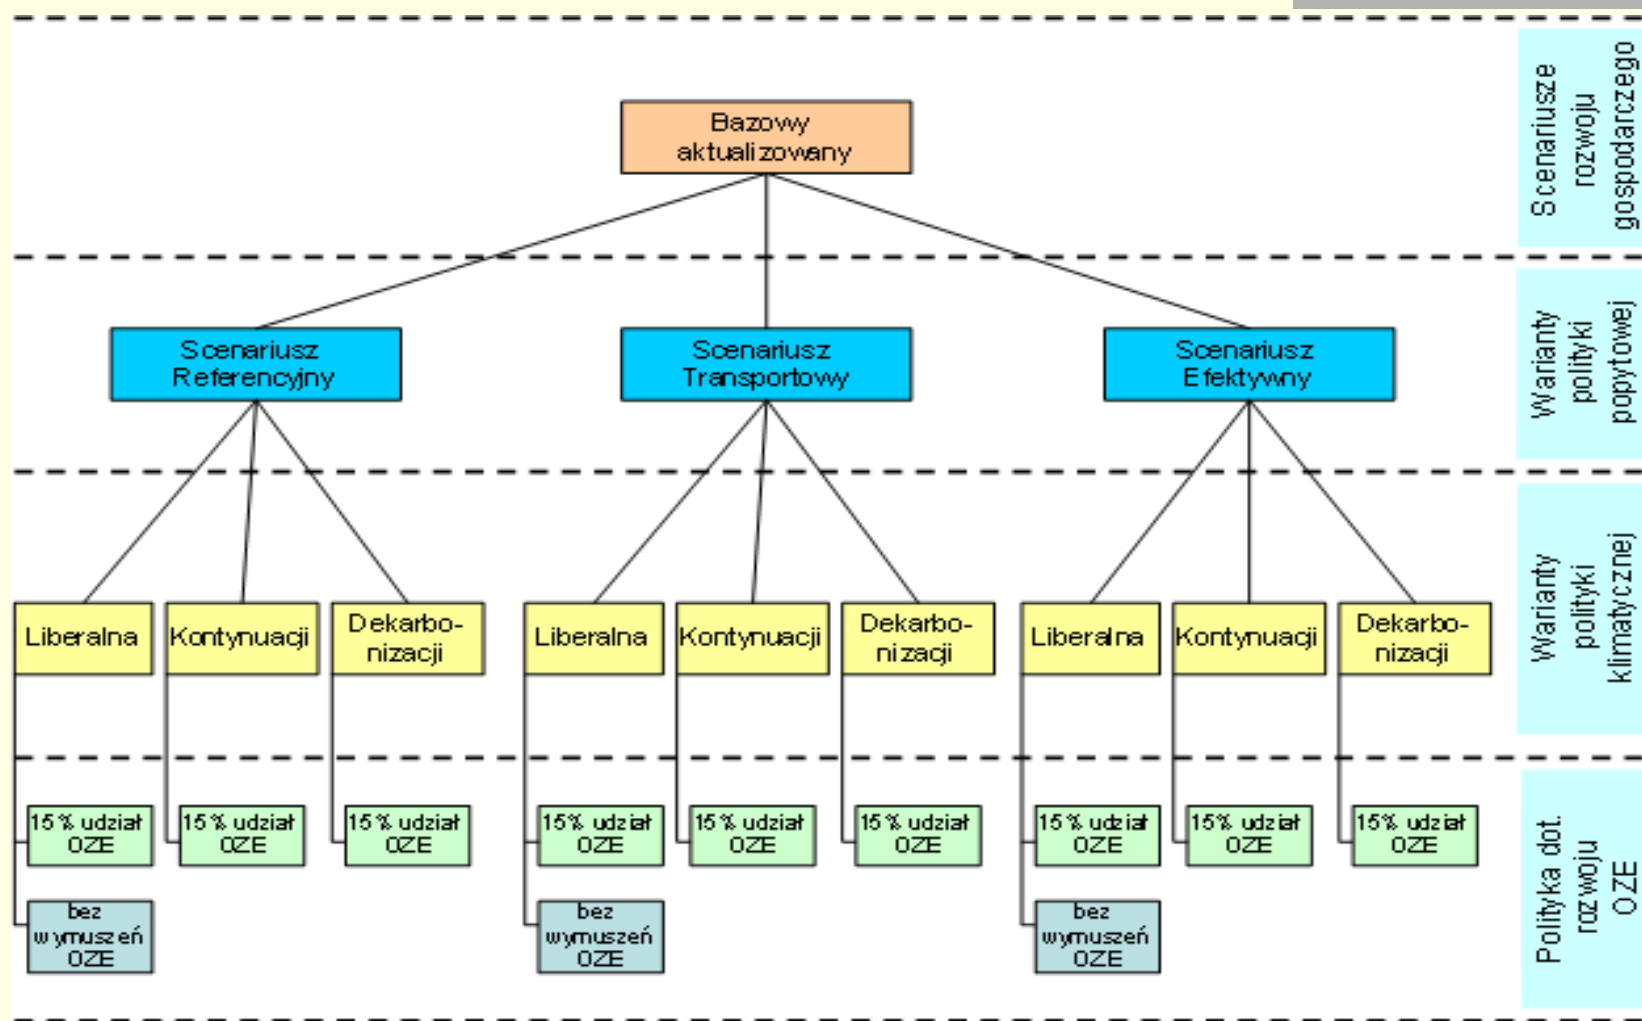 Bazowy
aktualizowany
Scenariusze
rozwoju
gospodarczego
Scenariusz
Referencyjny
Scenariusz
Transportowy
Scenariusz
Efektywny
Warianty
polityki
popytowej
Liberalna
Kontynuacji
Dekarbo-
nizacji
Liberalna
Kontynuacji
Dekarbo-
nizacji
Liberalna
Kontynuacji
Dekarbo-
nizacji
Warianty
polityki
klimatycznej
15% udział
OZE
15% udział
OZE
15% udział
OZE
15% udział
OZE
15% udział
OZE
15% udział
OZE
15% udział
OZE
15% udział
OZE
15% udział
OZE
bez
wymuszeń
OZE
bez
wymuszeń
OZE
bez
wymuszeń
OZE
Polityka dot.
rozwoju
OZE